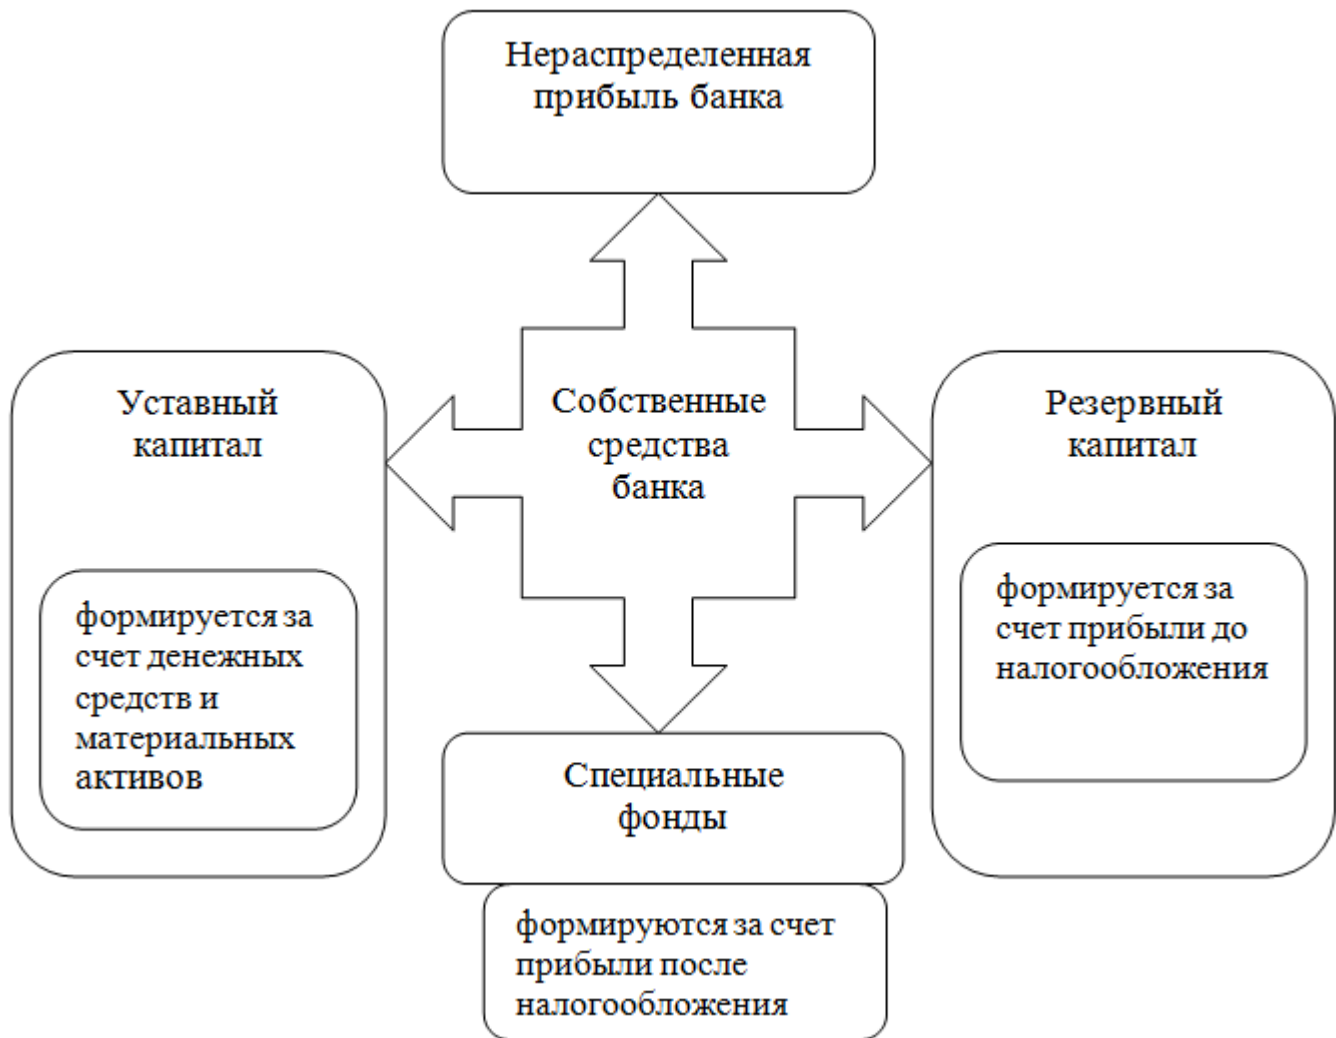 Нераспределенная
прибыль банка
Уставный
капитал
формируется за
счет денежных
средств и
материальных
активов
Собственные
средства
банка
Резервный
капитал
формируется за
счет прибыли до
налогообложения
Специальные
фонды
формируются за счет
прибыли после
налогообложения